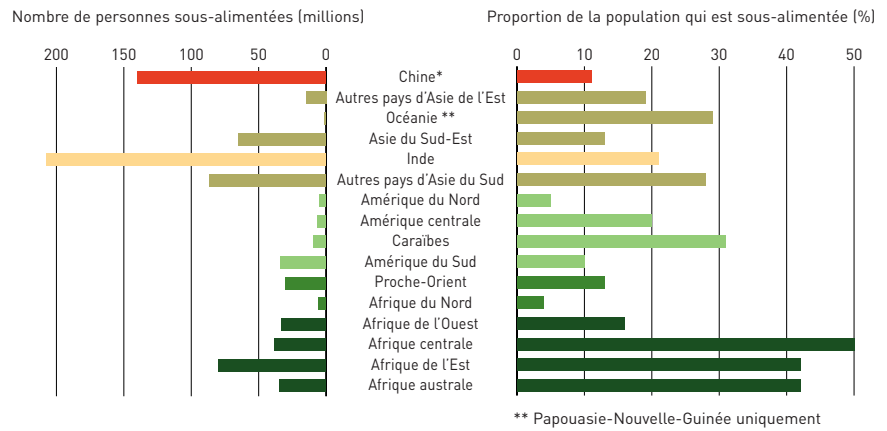 Nombre de personnes sous-alimentées (millions)
Proportion de la population qui est sous-alimentée (%)
200 150 100 50 0
0 10 20 30 40 50
Chine*
Autres pays d’Asie de l’Est
Océanie **
Asie du Sud-Est
Inde
Autres pays d’Asie du Sud
Amérique du Nord
Amérique centrale
Caraïbes
Amérique du Sud
Proche-Orient
Afrique du Nord
Afrique de l’Ouest
Afrique centrale
Afrique de l’Est
Afrique australe
** Papouasie-Nouvelle-Guinée uniquement